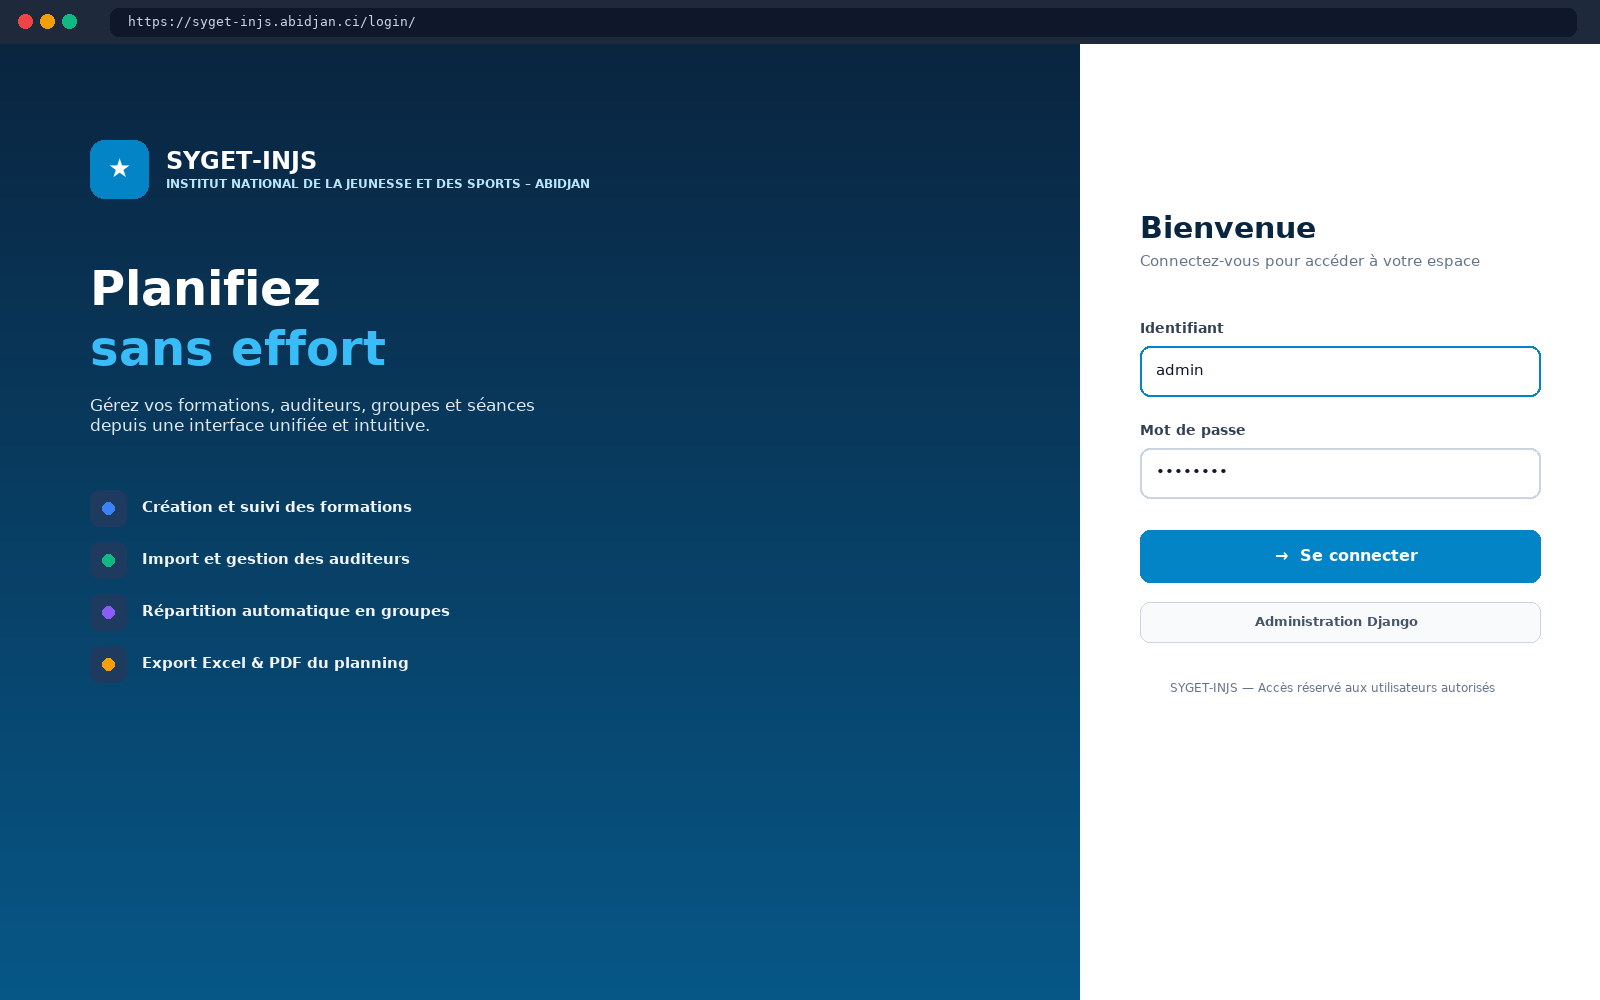 https://syget-injs.abidjan.ci/login/
★
SYGET-INJS
INSTITUT NATIONAL DE LA JEUNESSE ET DES SPORTS – ABIDJAN
Planifiez
sans effort
Gérez vos formations, auditeurs, groupes et séances
depuis une interface unifiée et intuitive.
Création et suivi des formations
Import et gestion des auditeurs
Répartition automatique en groupes
Export Excel & PDF du planning
Bienvenue
Connectez-vous pour accéder à votre espace
Identifiant
admin
Mot de passe
••••••••
→ Se connecter
Administration Django
SYGET-INJS — Accès réservé aux utilisateurs autorisés